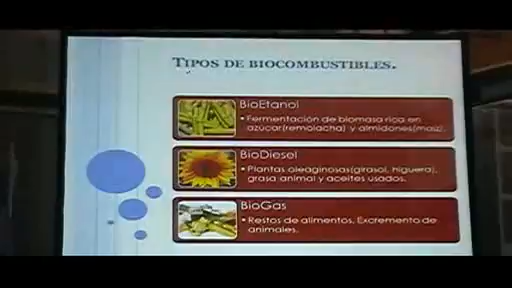 TIPOS DE BIOCOMBUSTIBLES.
BioEtanol
• Fermentación de biomasa rica en
azúcar(remolacha) y almidones(maiz).
BioDiesel
• Plantas oleaginosas(girasol, higuera),
grasa animal y aceites usados.
BioGas
• Restos de alimentos. Excremento de
animales.